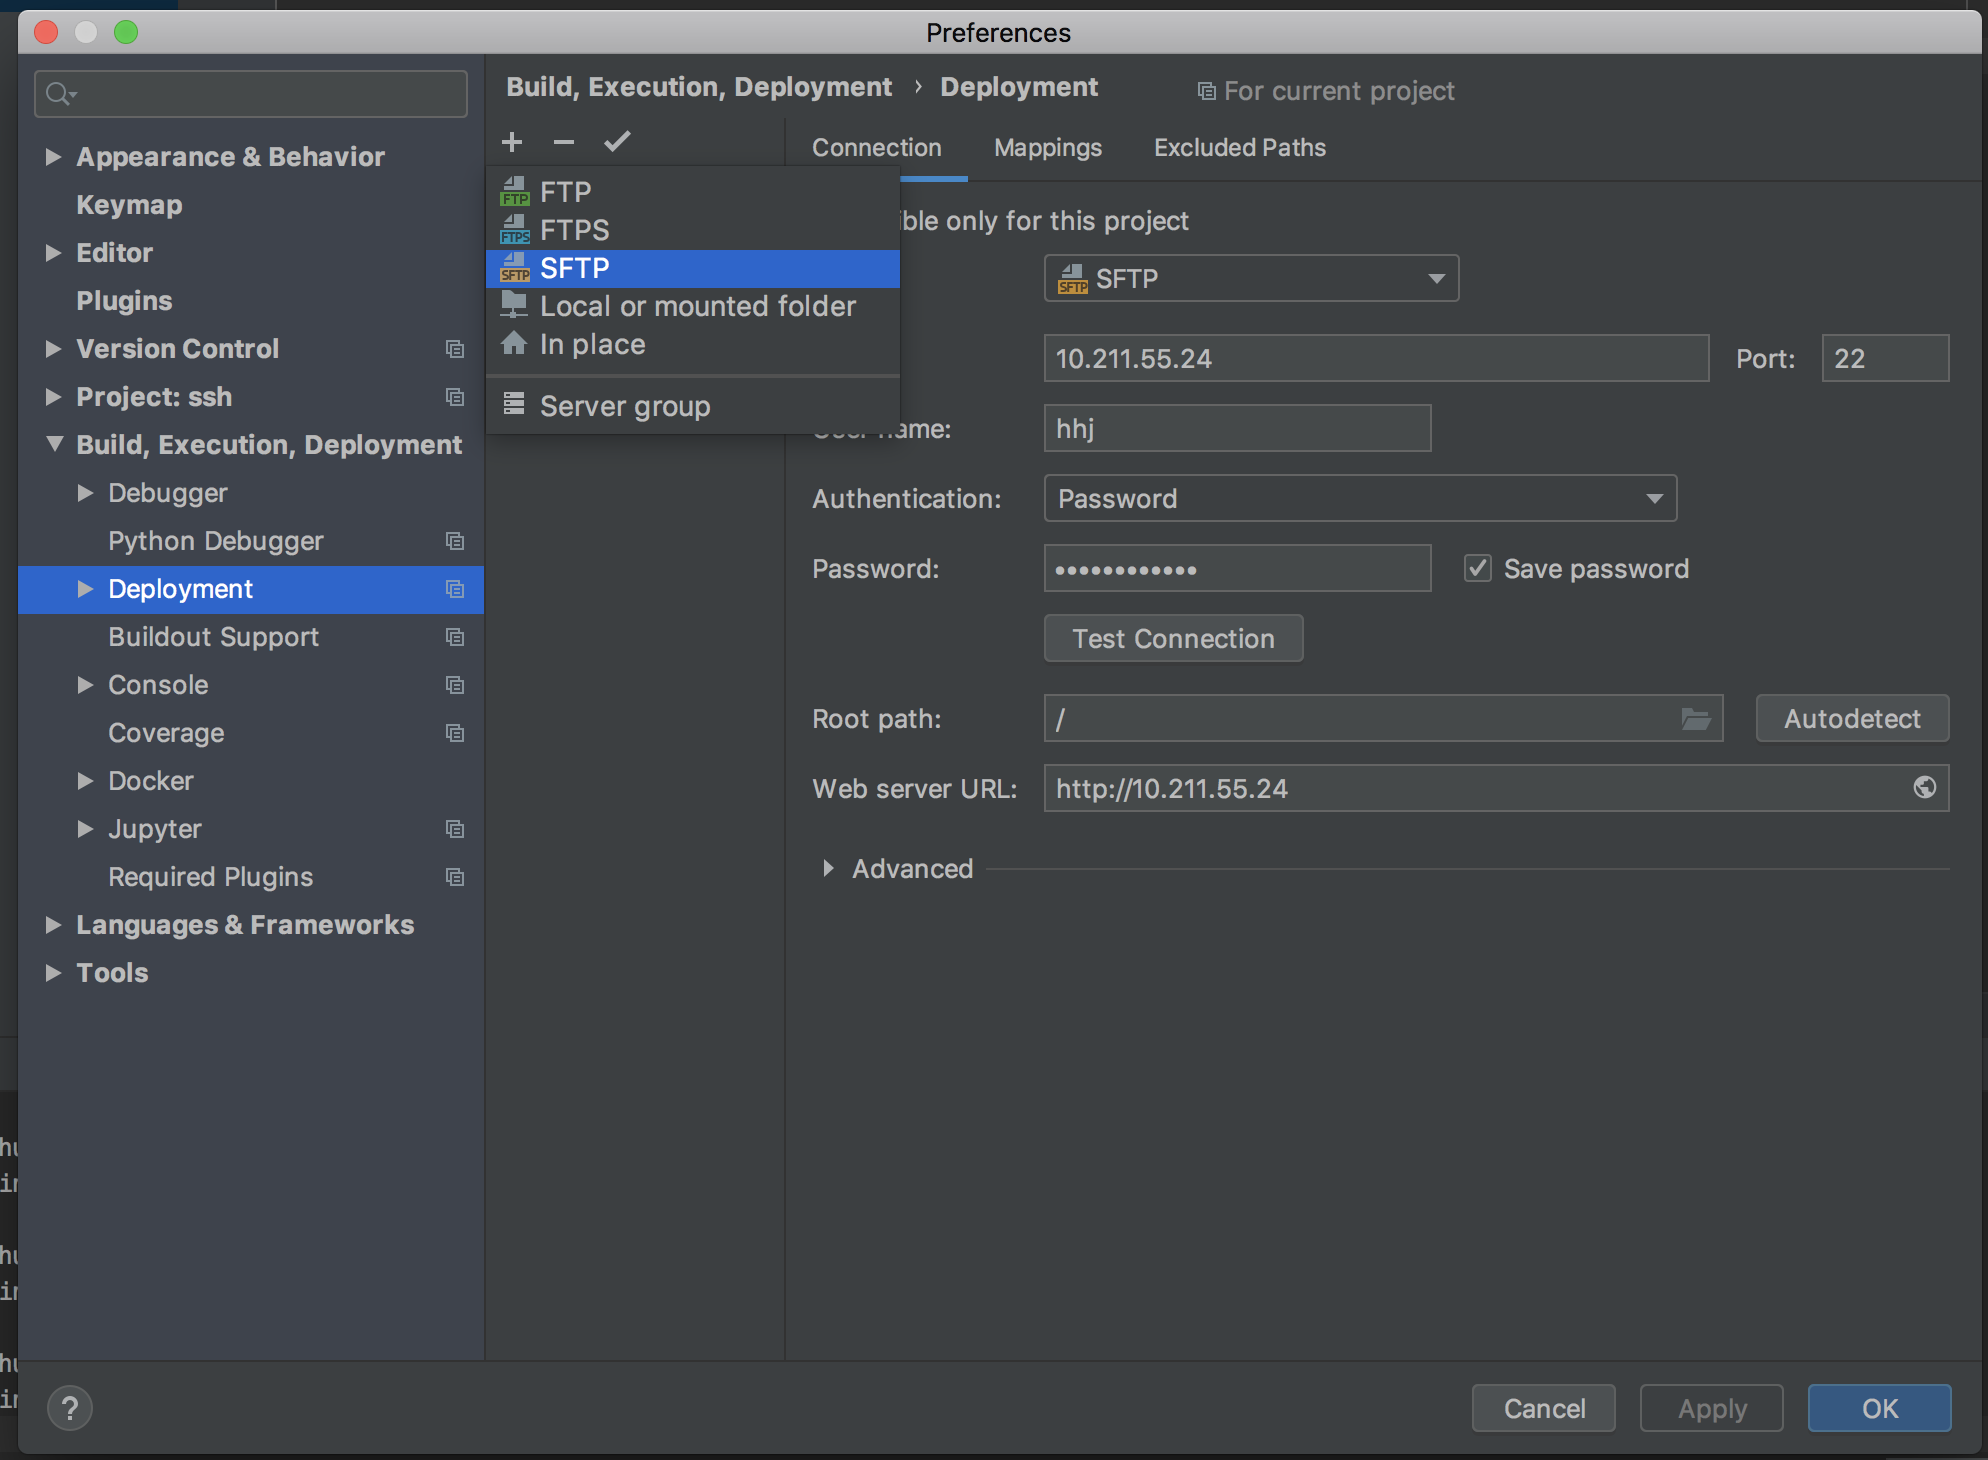 Preferences
Build, Execution, Deployment › Deployment
For current project
Appearance & Behavior
Keymap
Editor
Plugins
Version Control
Project: ssh
Build, Execution, Deployment
Debugger
Python Debugger
Deployment
Buildout Support
Console
Coverage
Docker
Jupyter
Required Plugins
Languages & Frameworks
Tools
FTP FTP
FTPS FTPS
SFTP SFTP
Local or mounted folder
In place
Server group
Connection Mappings Excluded Paths
only for this project
SFTP SFTP
10.211.55.24 Port: 22
hhj
Authentication: Password
Password: •••••••••••• Save password
Test Connection
Root path: / Autodetect
Web server URL: http://10.211.55.24
Advanced
? Cancel Apply OK